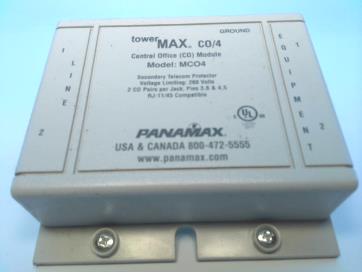 GROUND
towerMAX CO/4
Central Office (CO) Module
Model: MCO4
Secondary Telecom Protector
Voltage Limiting: 260 Volts
2 CO Pairs per Jack, Pins 3,6 & 4,5
RJ-11/45 Compatible
1
LINE
2
1
EQUIPMENT
2
UL
PANAMAX
USA & CANADA 800-472-5555
www.panamax.com